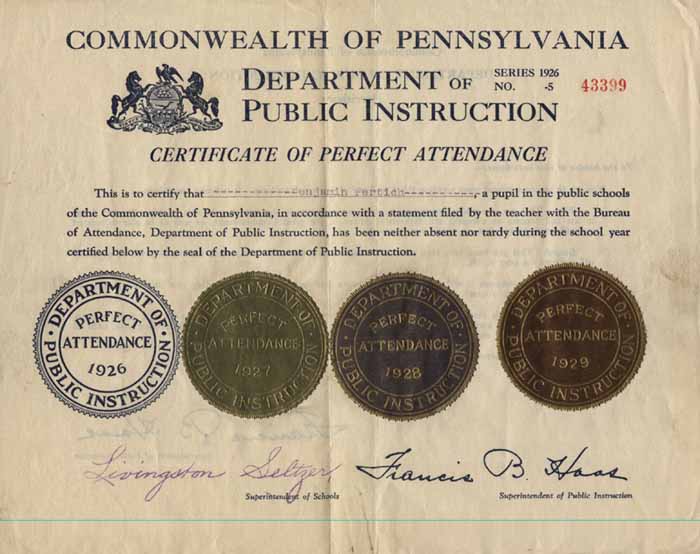 COMMONWEALTH OF PENNSYLVANIA
DEPARTMENT OF SERIES 1926
NO. -5 43399
PUBLIC INSTRUCTION
CERTIFICATE OF PERFECT ATTENDANCE
This is to certify that -----------Benjamin ----------, a pupil in the public schools
of the Commonwealth of Pennsylvania, in accordance with a statement filed by the teacher with the Bureau
of Attendance, Department of Public Instruction, has been neither absent nor tardy during the school year
certified below by the seal of the Department of Public Instruction.
DEPARTMENT OF PUBLIC INSTRUCTION
PERFECT
ATTENDANCE
1926
DEPARTMENT OF PUBLIC INSTRUCTION
PERFECT
ATTENDANCE
1927
DEPARTMENT OF PUBLIC INSTRUCTION
PERFECT
ATTENDANCE
1928
DEPARTMENT OF PUBLIC INSTRUCTION
PERFECT
ATTENDANCE
1929
Livingston Seltzer
Superintendent of Schools
Francis B. Haas
Superintendent of Public Instruction